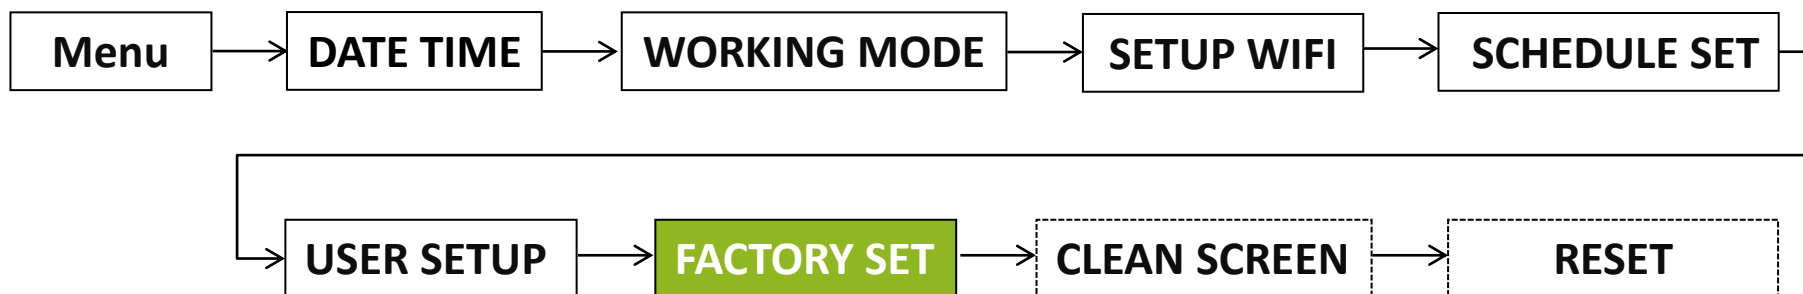 Menu DATE TIME WORKING MODE SETUP WIFI SCHEDULE SET
USER SETUP FACTORY SET CLEAN SCREEN RESET